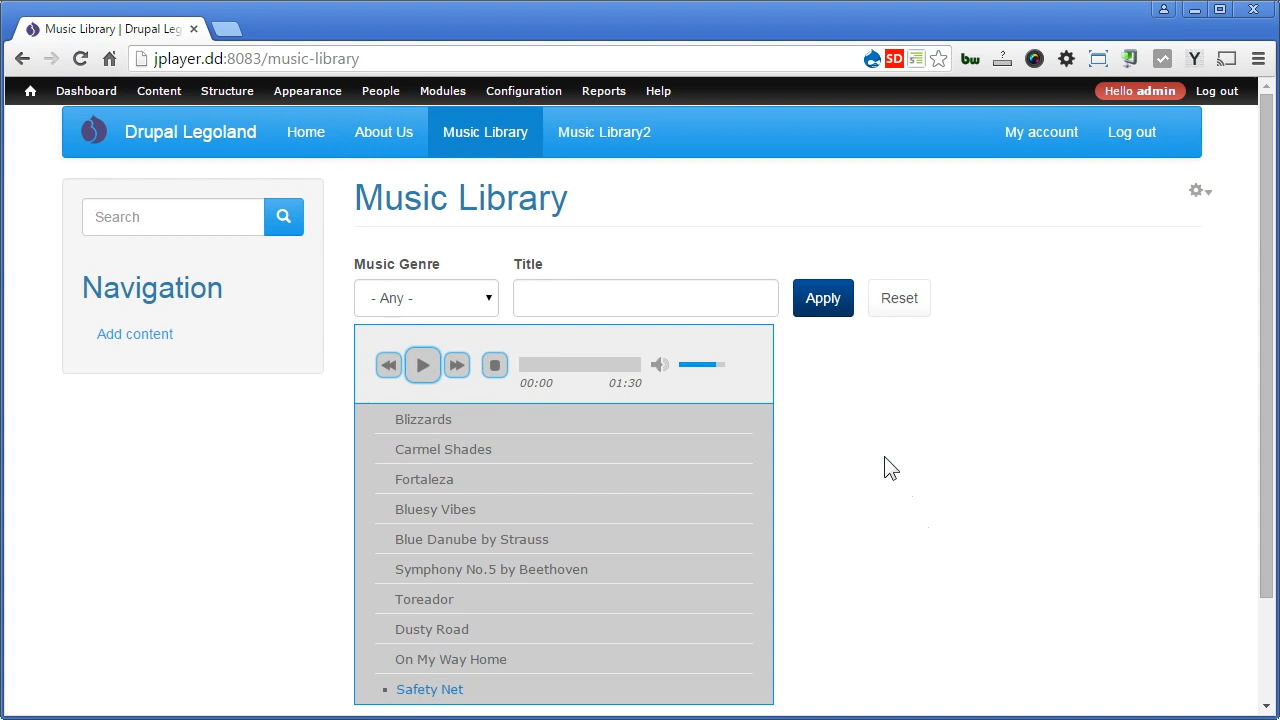 Music Library | Drupal Leg
jplayer.dd:8083/music-library
SD
bw
Y
Dashboard Content Structure Appearance People Modules Configuration Reports Help Hello admin Log out
Drupal Legoland Home About Us Music Library Music Library2 My account Log out
Search
Navigation
Add content
Music Library
Music Genre Title
- Any - Apply Reset
00:00 01:30
Blizzards
Carmel Shades
Fortaleza
Bluesy Vibes
Blue Danube by Strauss
Symphony No.5 by Beethoven
Toreador
Dusty Road
On My Way Home
Safety Net